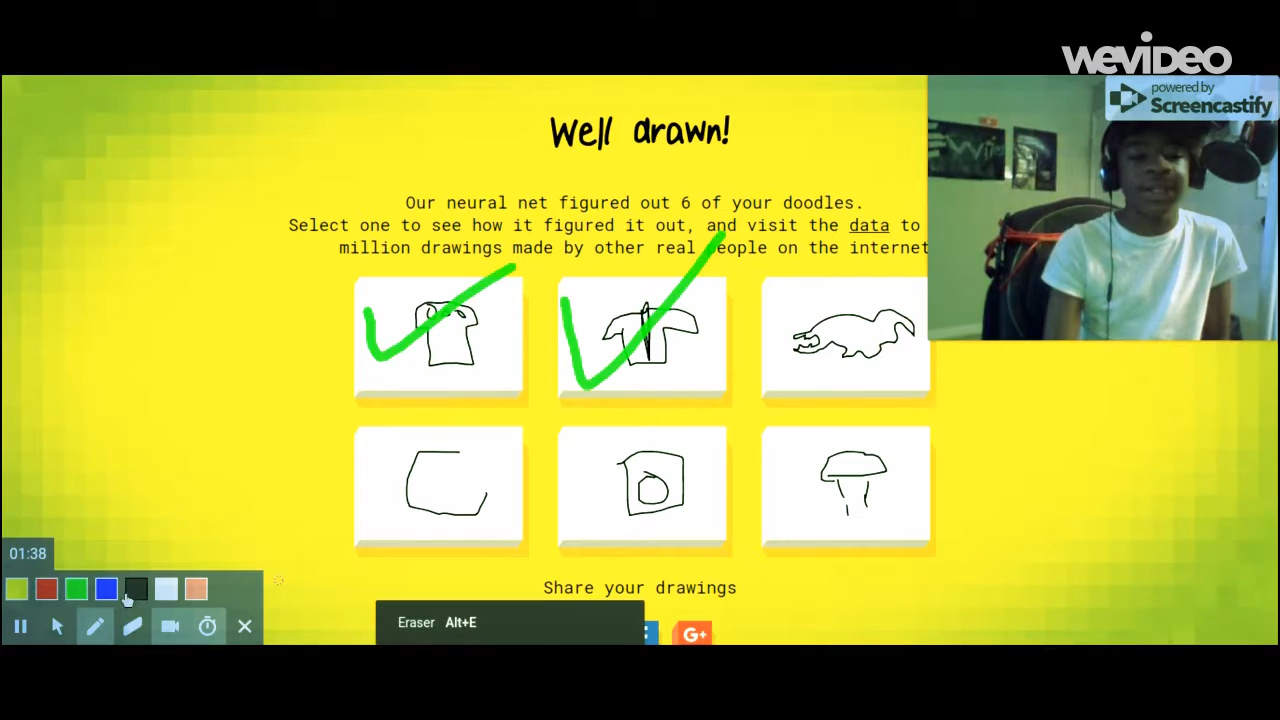 WEVIDEO
powered by
Screencastify
Well drawn!
Our neural net figured out 6 of your doodles.
Select one to see how it figured it out, and visit the data to
million drawings made by other real people on the internet
01:38
Share your drawings
Eraser Alt+E
G+